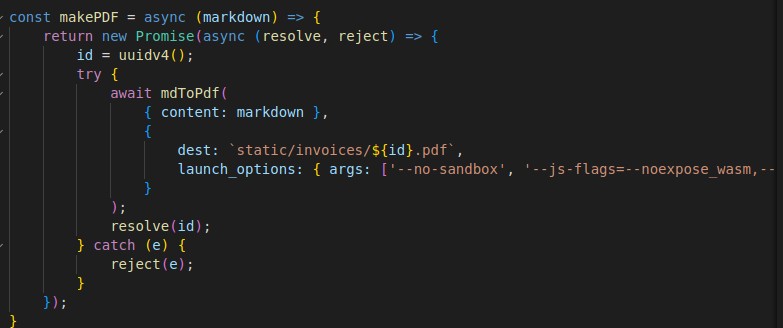 const makePDF = async (markdown) => {
    return new Promise(async (resolve, reject) => {
        id = uuidv4();
        try {
            await mdToPdf(
                { content: markdown },
                {
                    dest: `static/invoices/${id}.pdf`,
                    launch_options: { args: ['--no-sandbox', '--js-flags=--noexpose_wasm,--
                }
            );
            resolve(id);
        } catch (e) {
            reject(e);
        }
    });
}